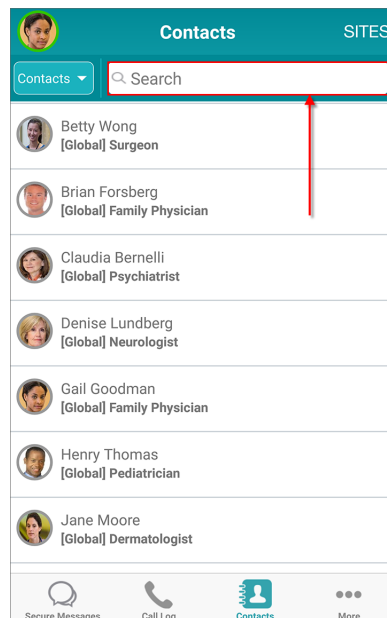 Contacts
SITES
Contacts
Search
Betty Wong
[Global] Surgeon
Brian Forsberg
[Global] Family Physician
Claudia Bernelli
[Global] Psychiatrist
Denise Lundberg
[Global] Neurologist
Gail Goodman
[Global] Family Physician
Henry Thomas
[Global] Pediatrician
Jane Moore
[Global] Dermatologist
Secure Messages
Call Log
Contacts
More